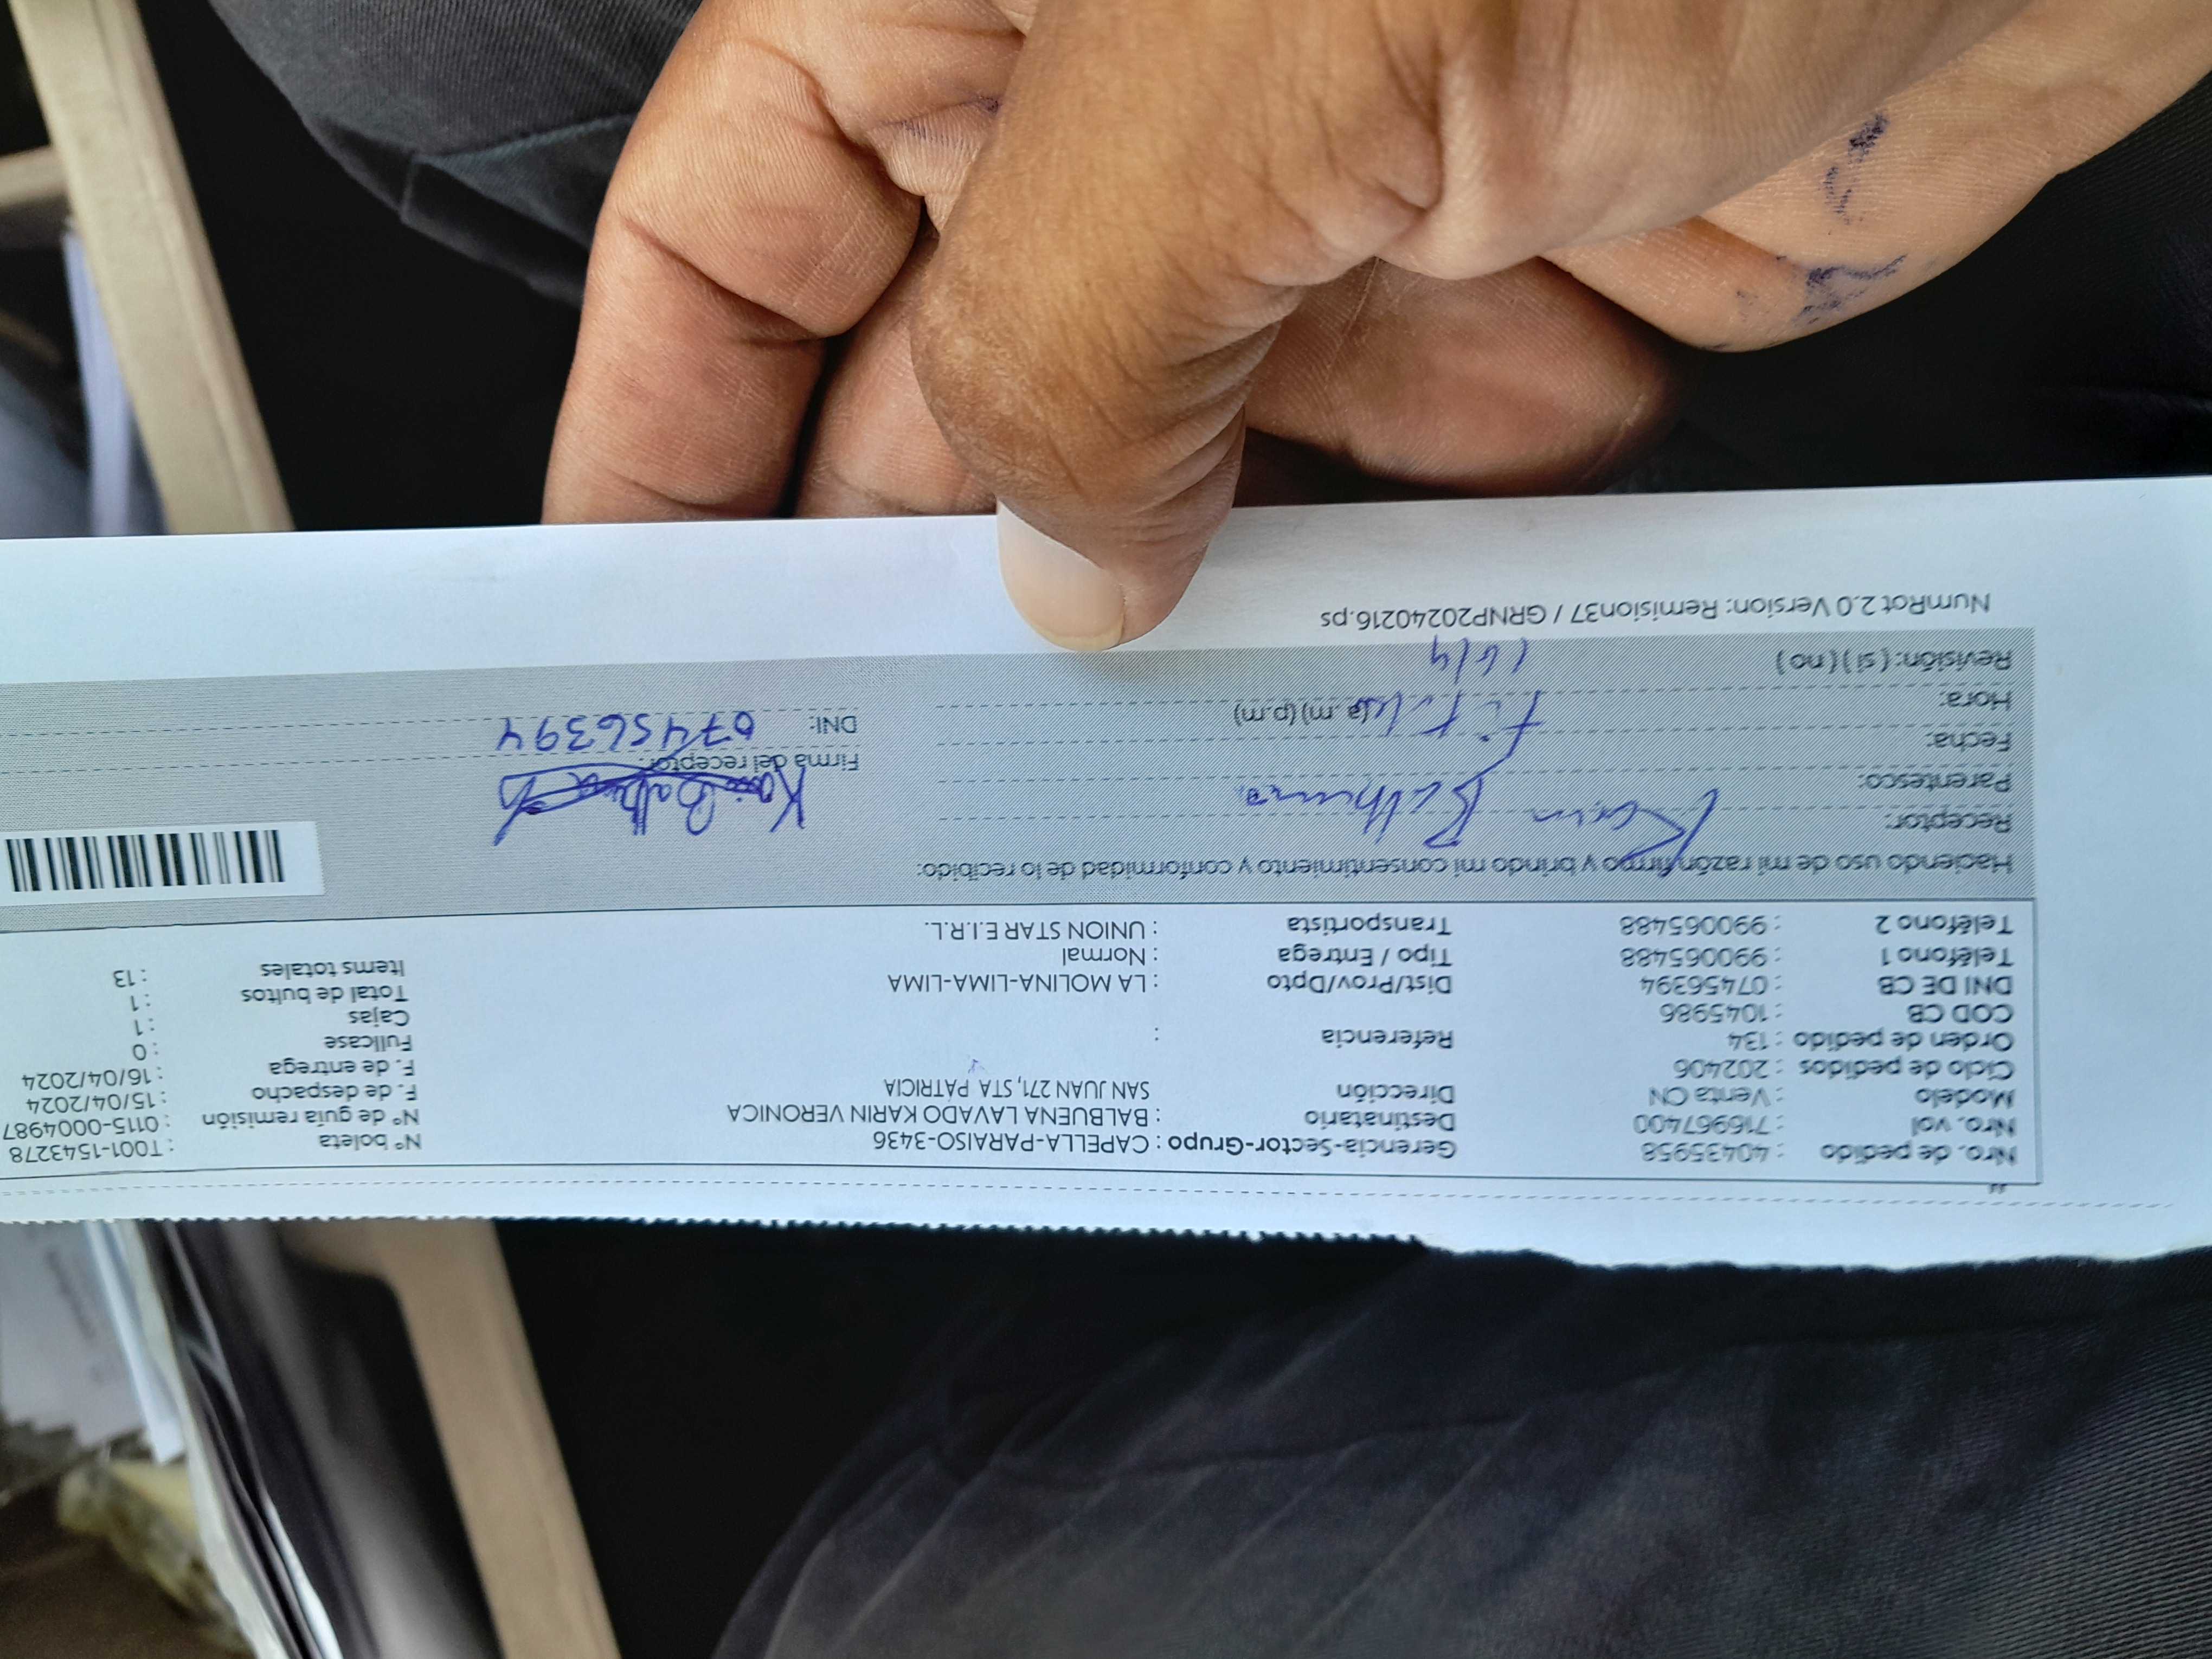 Nro. de pedido : 40435958 Gerencia-Sector-Grupo : CAPELLA-PARAISO-3436 N° boleta : T001-1543278
Nro. vol : 716967400 Destinatario : BALBUENA LAVADO KARIN VERONICA N° de guía remisión : 0115-0004987
Modelo : Venta CN Dirección SAN JUAN 271, STA PATRICIA F. de despacho : 15/04/2024
Ciclo de pedidos : 202406 F. de entrega : 16/04/2024
Orden de pedido : 134 Referencia : Fullcase : 0
COD CB : 1045986 Cajas : 1
DNI DE CB : 07456394 Dist/Prov/Dpto : LA MOLINA-LIMA-LIMA Total de bultos : 1
Teléfono 1 : 990065488 Tipo / Entrega : Normal Items totales : 13
Teléfono 2 : 990065488 Transportista : UNION STAR E.I.R.L.
Haciendo uso de mi razón firmo y brindo mi consentimiento y conformidad de lo recibido:
Receptor: Karin Balbuena
Parentesco:
Firma del receptor:
Fecha:
DNI: 07456394
Hora: (a.m) (p.m)
Revisión: ( si ) ( no ) 16/4
NumRot 2.0 Version: Remision37 / GRNP20240216.ps